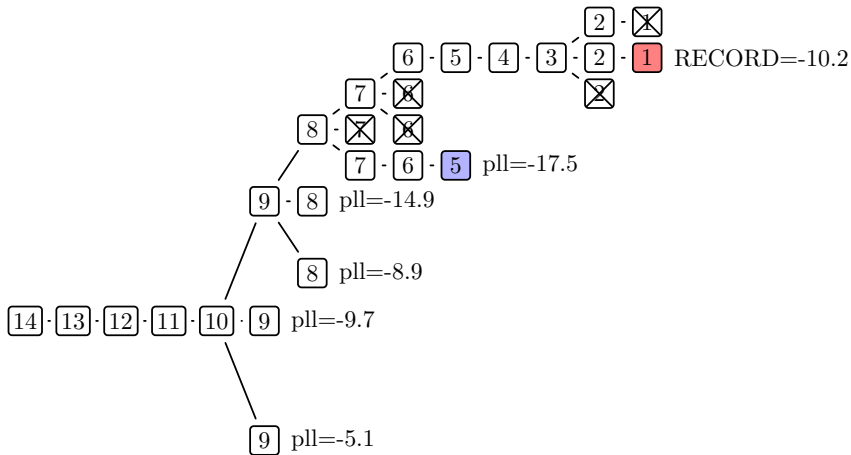 2 1
6 5 4 3 2 1 RECORD=-10.2
7 6 2
8 7 6
7 6 5 pll=-17.5
9 8 pll=-14.9
8 pll=-8.9
14 13 12 11 10 9 pll=-9.7
9 pll=-5.1